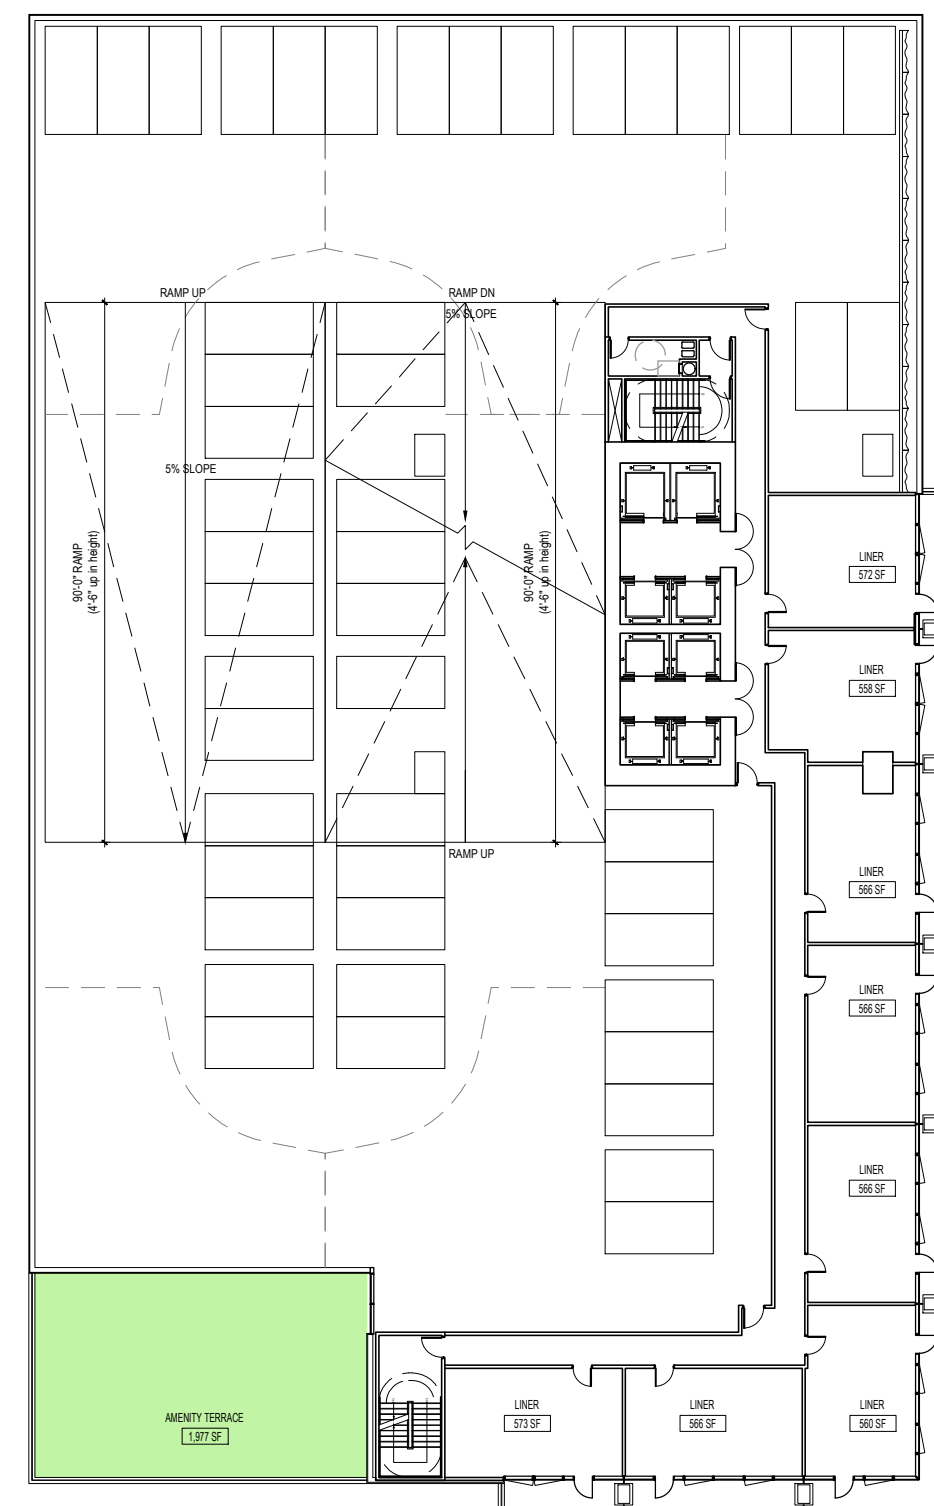 RAMP UP
RAMP DN
5% SLOPE
5% SLOPE
90'-0" RAMP
(4'-6" up in height)
90'-0" RAMP
(4'-6" up in height)
LINER
572 SF
LINER
558 SF
RAMP UP
LINER
566 SF
LINER
566 SF
LINER
566 SF
AMENITY TERRACE
1,977 SF
LINER
573 SF
LINER
566 SF
LINER
560 SF